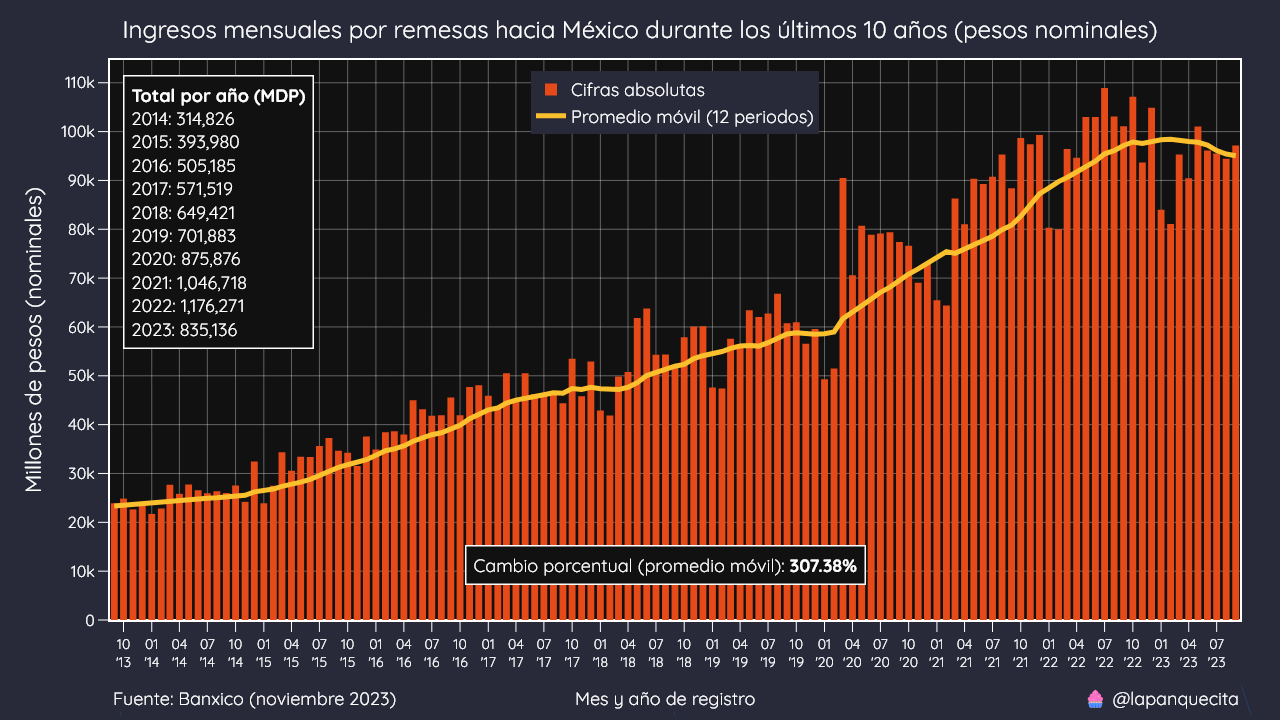 Ingresos mensuales por remesas hacia México durante los últimos 10 años (pesos nominales)
Total por año (MDP)
2014: 314,826
2015: 393,980
2016: 505,185
2017: 571,519
2018: 649,421
2019: 701,883
2020: 875,876
2021: 1,046,718
2022: 1,176,271
2023: 835,136
Cifras absolutas
Promedio móvil (12 periodos)
Millones de pesos (nominales)
110k
100k
90k
80k
70k
60k
50k
40k
30k
20k
10k
0
Cambio porcentual (promedio móvil): 307.38%
10 01 04 07 10 01 04 07 10 01 04 07 10 01 04 07 10 01 04 07 10 01 04 07 10 01 04 07 10 01 04 07 10 01 04 07 10 01 04 07
'13 '14 '14 '14 '14 '15 '15 '15 '15 '16 '16 '16 '16 '17 '17 '17 '17 '18 '18 '18 '18 '19 '19 '19 '19 '20 '20 '20 '20 '21 '21 '21 '21 '22 '22 '22 '22 '23 '23 '23
Fuente: Banxico (noviembre 2023)
Mes y año de registro
@lapanquecita